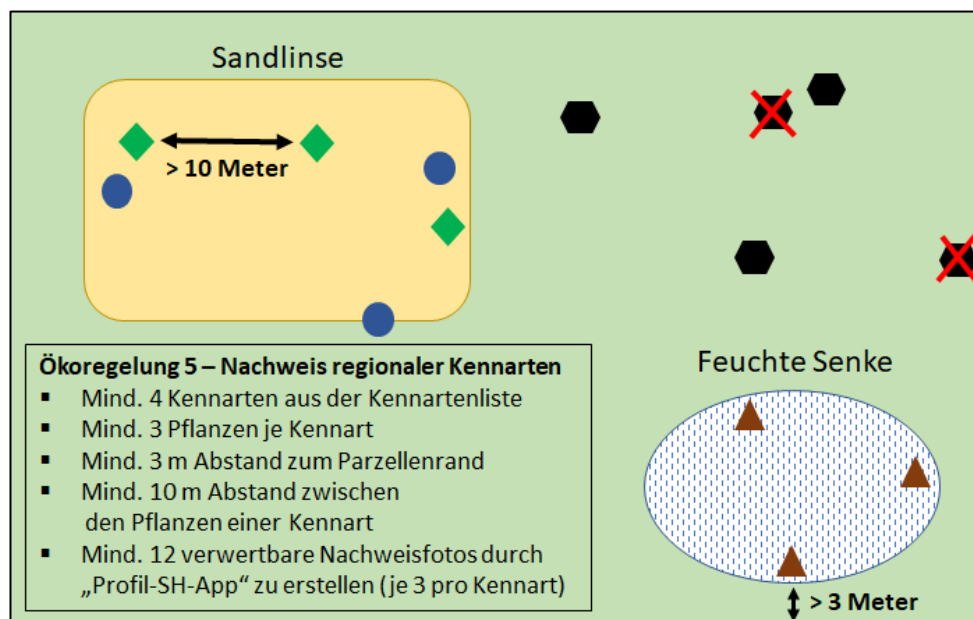 Sandlinse
> 10 Meter
Ökoregelung 5 – Nachweis regionaler Kennarten
▪ Mind. 4 Kennarten aus der Kennartenliste
▪ Mind. 3 Pflanzen je Kennart
▪ Mind. 3 m Abstand zum Parzellenrand
▪ Mind. 10 m Abstand zwischen
den Pflanzen einer Kennart
▪ Mind. 12 verwertbare Nachweisfotos durch
„Profil-SH-App“ zu erstellen (je 3 pro Kennart)
Feuchte Senke
> 3 Meter